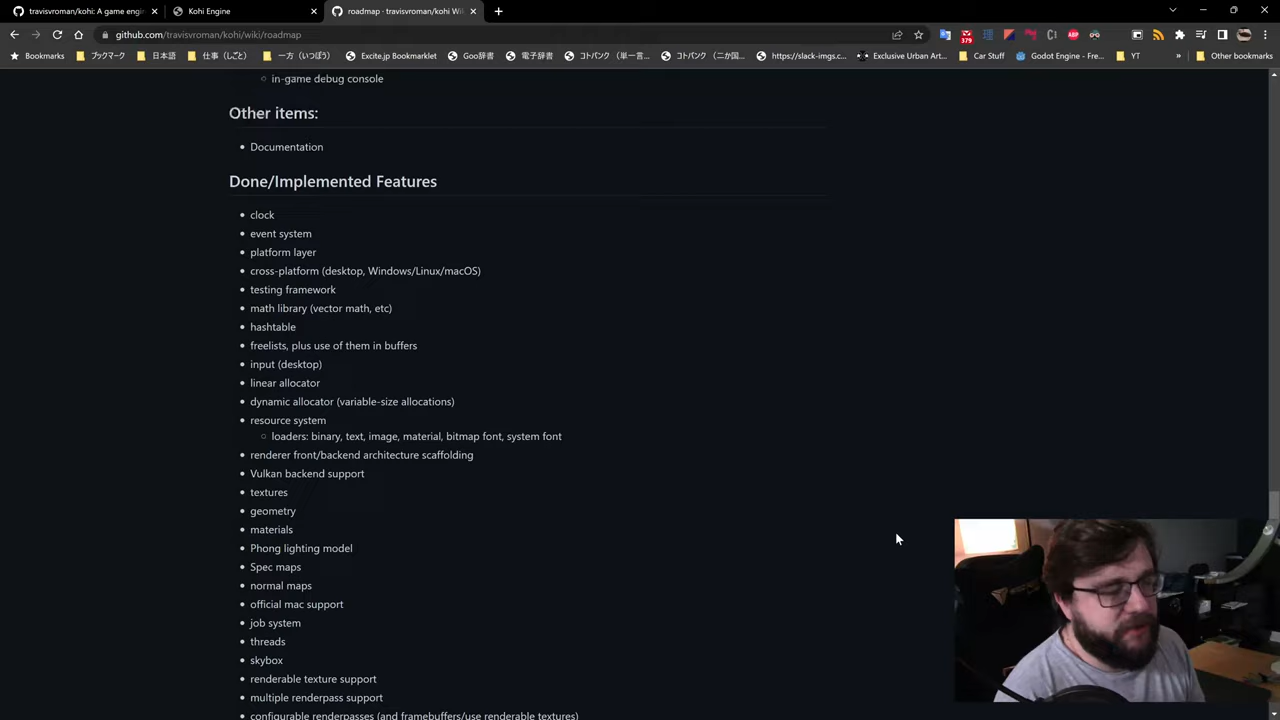 travisvroman/kohi: A game engin
Kohi Engine
roadmap · travisvroman/kohi Wi
github.com/travisvroman/kohi/wiki/roadmap
379
ABP
Bookmarks
ブックマーク
日本語
仕事（しごと）
一方（いっぽう）
Excite.jp Bookmarklet
Goo辞書
電子辞書
コトバンク（単一言...
コトバンク（二か国...
https://slack-imgs.c...
Exclusive Urban Art...
Car Stuff
Godot Engine - Fre...
YT
»
Other bookmarks
in-game debug console
Other items:
Documentation
Done/Implemented Features
clock
event system
platform layer
cross-platform (desktop, Windows/Linux/macOS)
testing framework
math library (vector math, etc)
hashtable
freelists, plus use of them in buffers
input (desktop)
linear allocator
dynamic allocator (variable-size allocations)
resource system
loaders: binary, text, image, material, bitmap font, system font
renderer front/backend architecture scaffolding
Vulkan backend support
textures
geometry
materials
Phong lighting model
Spec maps
normal maps
official mac support
job system
threads
skybox
renderable texture support
multiple renderpass support
configurable renderpasses (and framebuffers/use renderable textures)